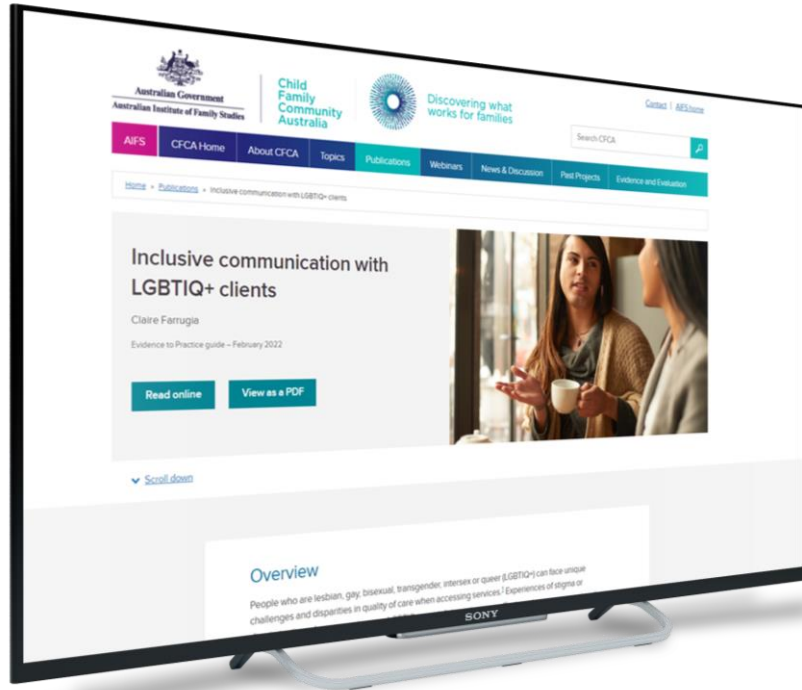 Australian Government
Australian Institute of Family Studies
Child
Family
Community
Australia
Discovering what
works for families
Contact | AIFS home
Search CFCA
AIFS
CFCA Home
About CFCA
Topics
Publications
Webinars
News & Discussion
Past Projects
Evidence and Evaluation
Home » Publications » Inclusive communication with LGBTIQ+ clients
Inclusive communication with
LGBTIQ+ clients
Claire Farrugia
Evidence to Practice guide – February 2022
Read online
View as a PDF
Scroll down
Overview
People who are lesbian, gay, bisexual, transgender, intersex or queer (LGBTIQ+) can face unique
challenges and disparities in quality of care when accessing services.¹ Experiences of stigma or
SONY